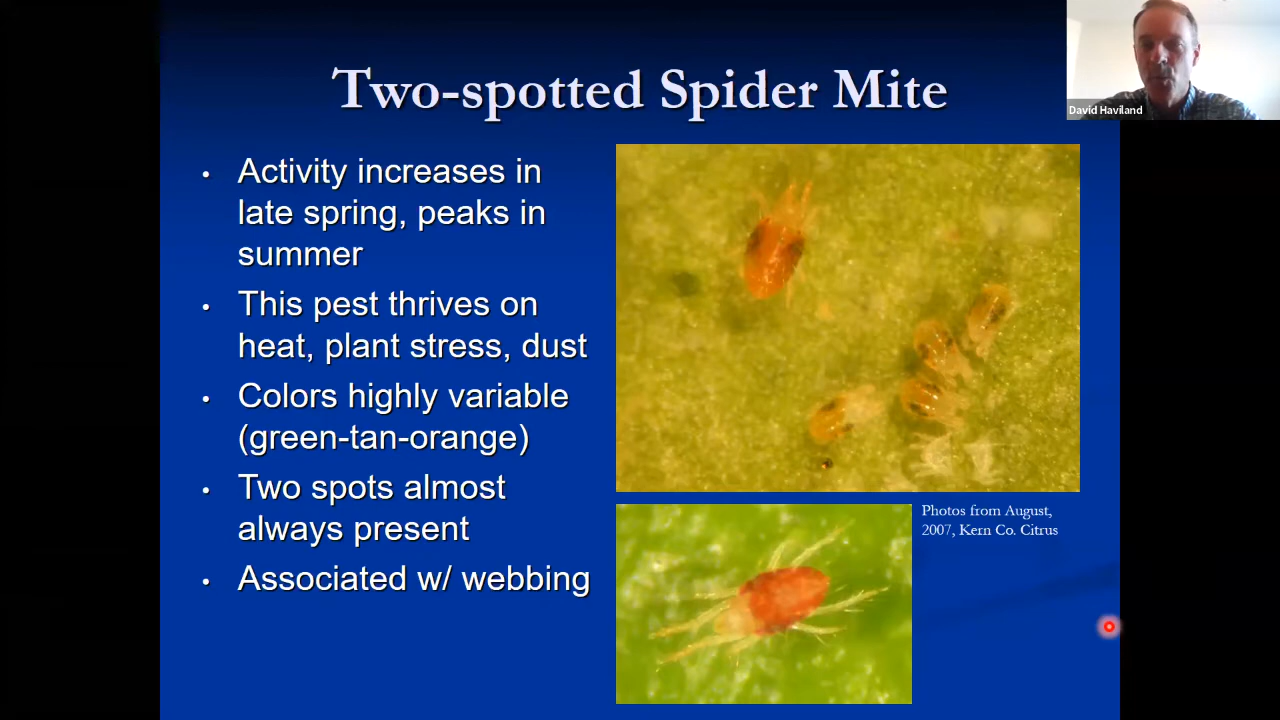 Two-spotted Spider Mite
David Haviland
• Activity increases in
late spring, peaks in
summer
• This pest thrives on
heat, plant stress, dust
• Colors highly variable
(green-tan-orange)
• Two spots almost
always present
• Associated w/ webbing
Photos from August,
2007, Kern Co. Citrus